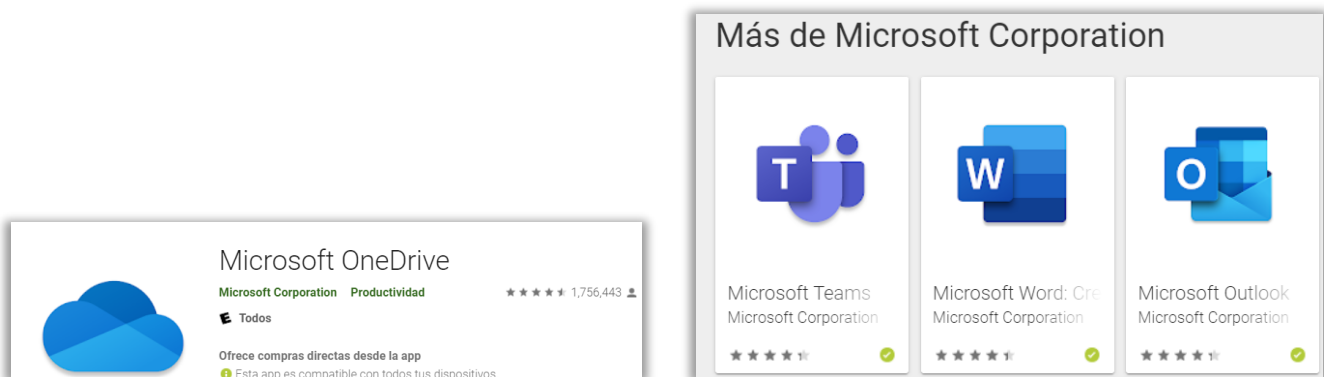 Microsoft OneDrive
Microsoft Corporation Productividad 1,756,443
E Todos
Ofrece compras directas desde la app
Esta app es compatible con todos tus dispositivos
Más de Microsoft Corporation
T W O
Microsoft Teams Microsoft Word: Cre Microsoft Outlook
Microsoft Corporation Microsoft Corporation Microsoft Corporation